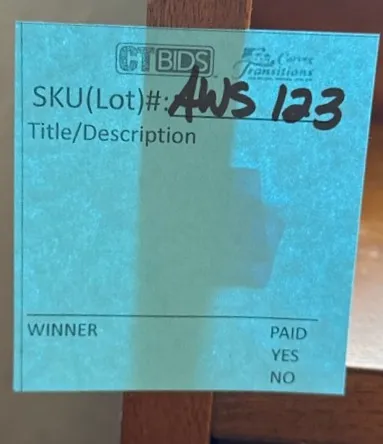 CTBIDS
Caring
Transitions
SKU(Lot)#: AWS 123
Title/Description
WINNER PAID
YES
NO